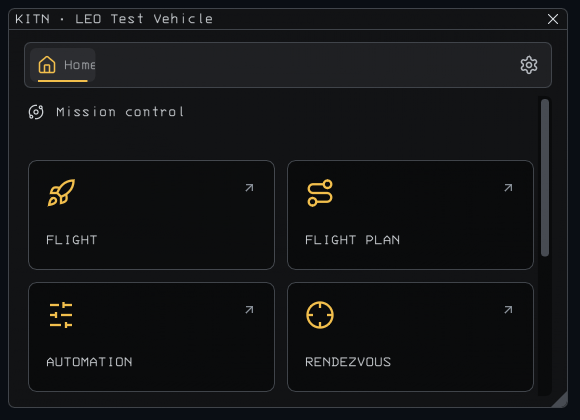 KITN · LEO Test Vehicle
Home
Mission control
FLIGHT
FLIGHT PLAN
AUTOMATION
RENDEZVOUS